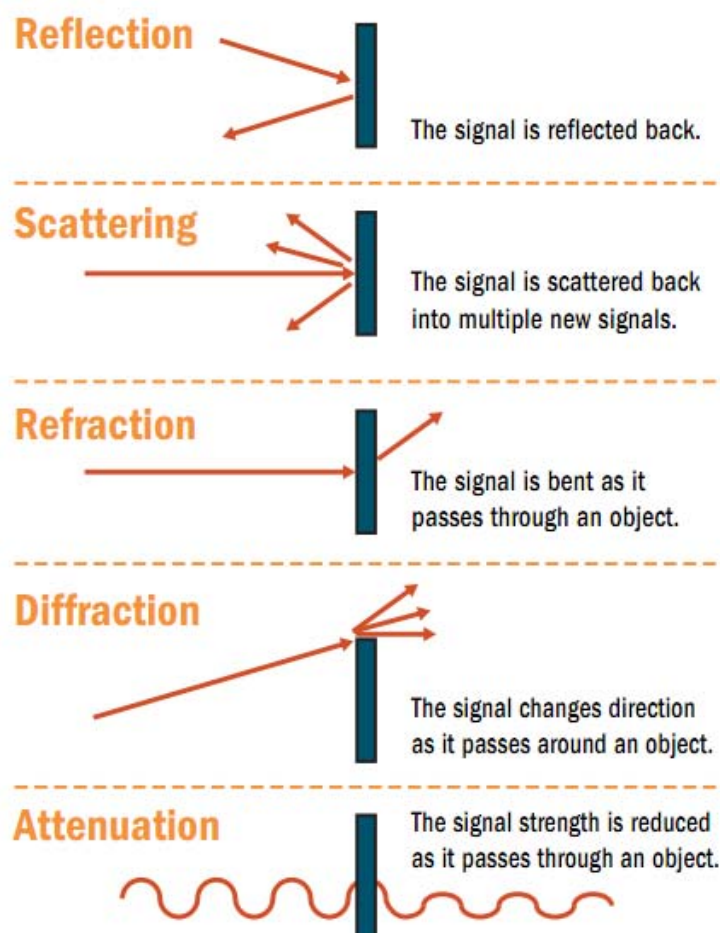 Reflection
The signal is reflected back.
Scattering
The signal is scattered back
into multiple new signals.
Refraction
The signal is bent as it
passes through an object.
Diffraction
The signal changes direction
as it passes around an object.
Attenuation
The signal strength is reduced
as it passes through an object.